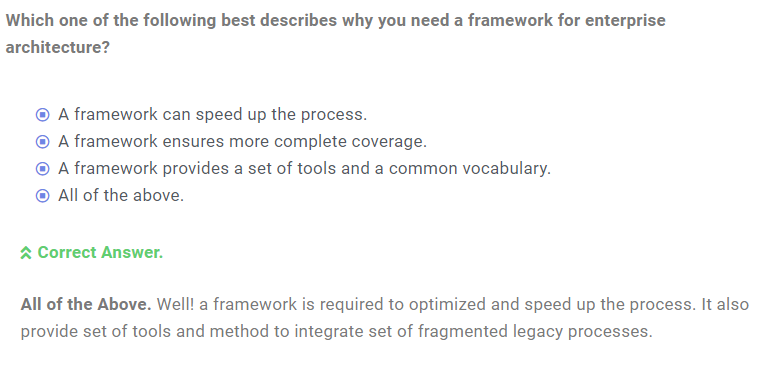 Which one of the following best describes why you need a framework for enterprise
architecture?
A framework can speed up the process.
A framework ensures more complete coverage.
A framework provides a set of tools and a common vocabulary.
All of the above.
Correct Answer.
All of the Above. Well! a framework is required to optimized and speed up the process. It also
provide set of tools and method to integrate set of fragmented legacy processes.